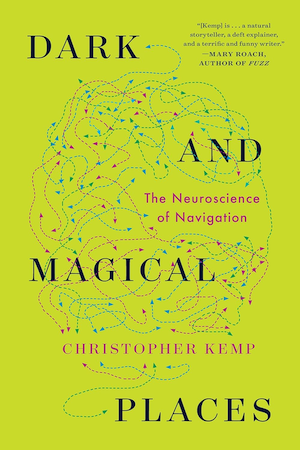 DARK
"[Kemp] is . . . a natural
storyteller, a deft explainer,
and a terrific and funny writer."
—MARY ROACH,
AUTHOR OF FUZZ
AND
The Neuroscience
of Navigation
MAGICAL
CHRISTOPHER KEMP
PLACES